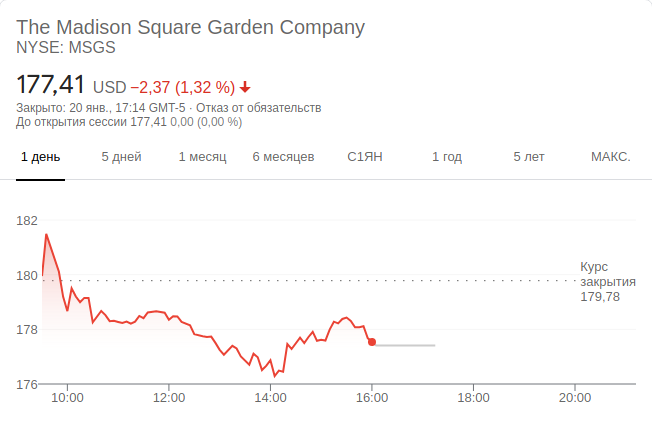 The Madison Square Garden Company
NYSE: MSGS
177,41 USD −2,37 (1,32 %)
Закрыто: 20 янв., 17:14 GMT-5 · Отказ от обязательств
До открытия сессии 177,41 0,00 (0,00 %)
1 день 5 дней 1 месяц 6 месяцев С1ЯН 1 год 5 лет МАКС.
182
180
178
176
Курс
закрытия
179,78
10:00 12:00 14:00 16:00 18:00 20:00